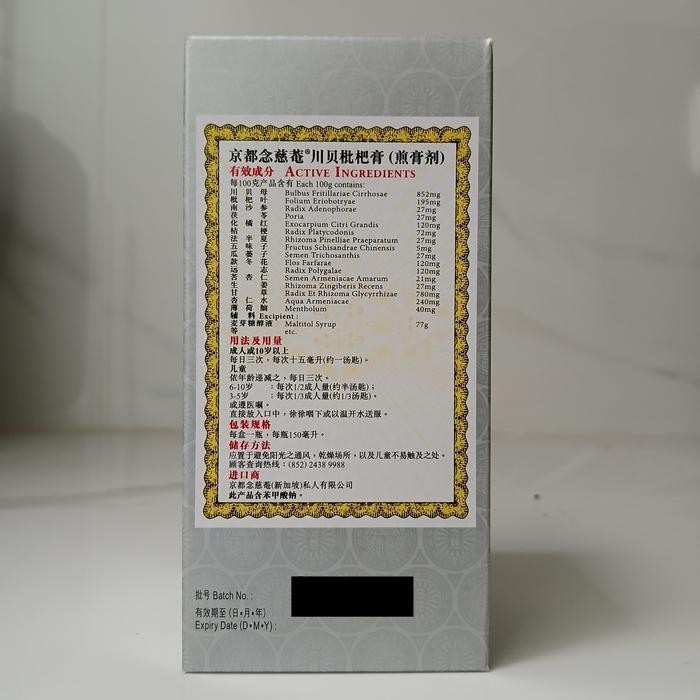 京都念慈菴®川贝枇杷膏 (煎膏剂)
有效成分 ACTIVE INGREDIENTS
每100克产品含有 Each 100g contains:
川贝母 Bulbus Fritillariae Cirrhosae 852mg
枇杷叶 Folium Eriobotryae 195mg
南沙参 Radix Adenophorae 27mg
茯苓 Poria 27mg
化橘红 Exocarpium Citri Grandis 120mg
桔梗 Radix Platycodonis 72mg
法半夏 Rhizoma Pinelliae Praeparatum 27mg
五味子 Fructus Schisandrae Chinensis 5mg
瓜蒌子 Semen Trichosanthis 27mg
款冬花 Flos Farfarae 120mg
远志 Radix Polygalae 120mg
苦杏仁 Semen Armeniacae Amarum 21mg
生姜 Rhizoma Zingiberis Recens 27mg
甘草 Radix Et Rhizoma Glycyrrhizae 780mg
杏仁水 Aqua Armeniacae 240mg
薄荷脑 Mentholum 40mg
辅料 Excipient :
麦芽糖醇液 Maltitol Syrup 77g
等 etc.
用法及用量
成人或10岁以上
每日三次，每次十五毫升(约一汤匙)。
儿童
依年龄递减之，每日三次。
6-10岁 ：每次1/2成人量(约半汤匙)；
3-5岁 ：每次1/3成人量(约1/3汤匙)。
或遵医嘱。
直接放入口中，徐徐咽下或以温开水送服。
包装规格
每盒一瓶，每瓶150毫升。
储存方法
应置于避免阳光之通风，乾燥场所，以及儿童不易触及之处。
顾客查询热线：(852) 2438 9988
进口商
京都念慈菴(新加坡)私人有限公司
此产品含苯甲酸钠。
批号 Batch No. :
有效期至 (日•月•年)
Expiry Date (D•M•Y) :